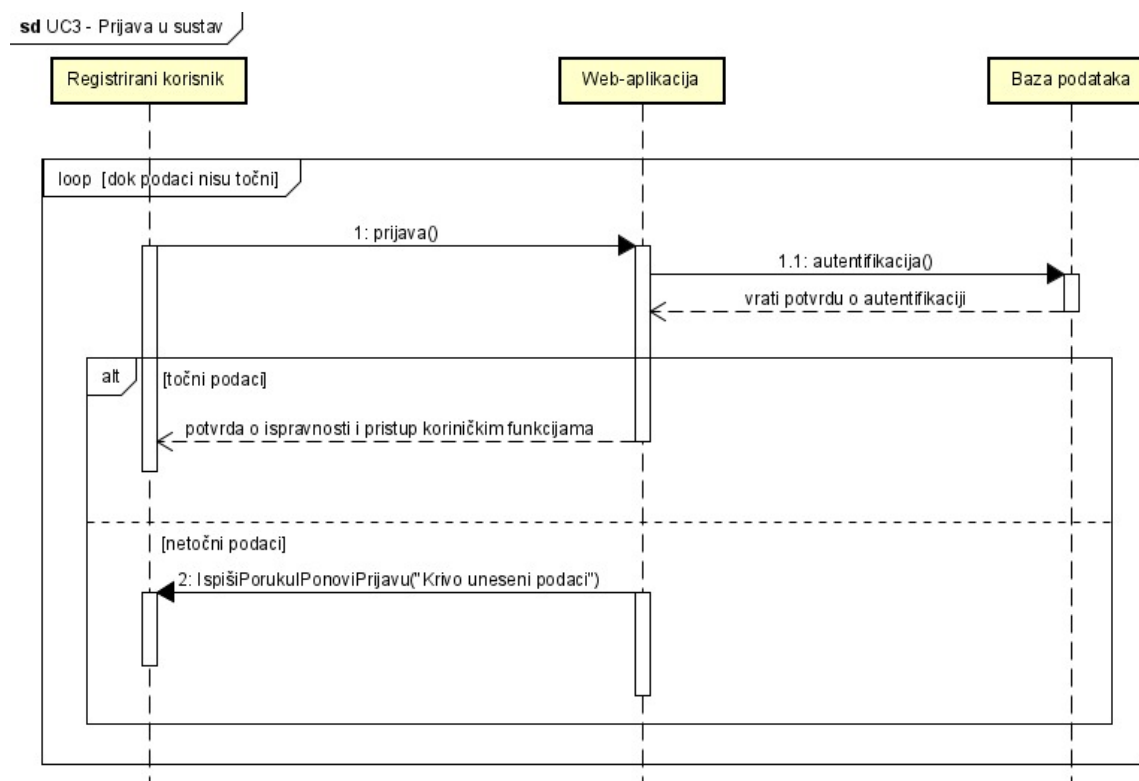 sd UC3 - Prijava u sustav
Registrirani korisnik
Web-aplikacija
Baza podataka
loop [dok podaci nisu točni]
1: prijava()
1.1: autentifikacija()
vrati potvrdu o autentifikaciji
alt
[točni podaci]
potvrda o ispravnosti i pristup koriničkim funkcijama
[netočni podaci]
2: IspišiPorukuIPonoviPrijavu("Krivo uneseni podaci")